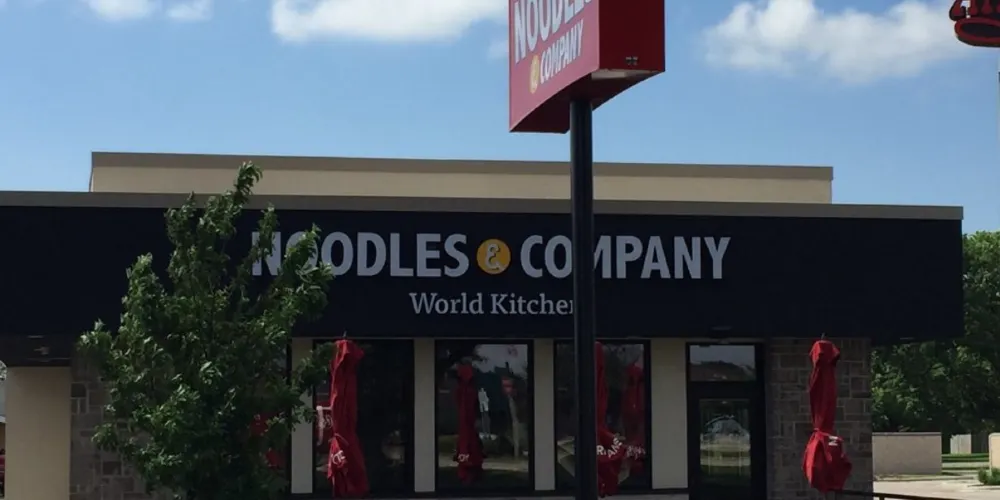 NOODLES
& COMPANY
NOODLES & COMPANY
World Kitchen